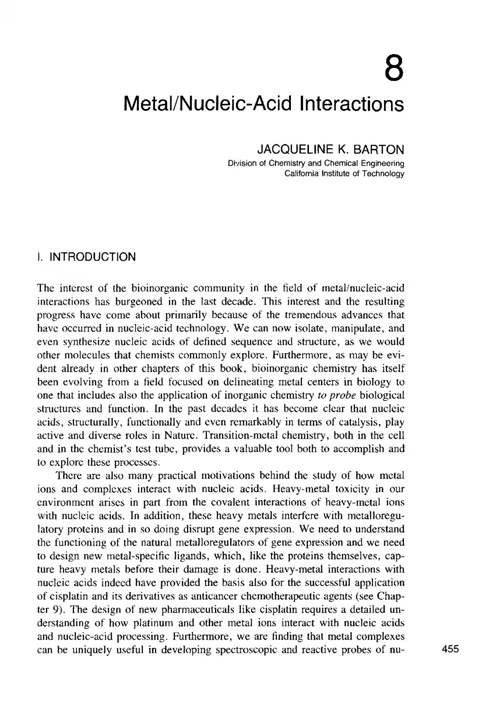 8
Metal/Nucleic-Acid Interactions
JACQUELINE K. BARTON
Division of Chemistry and Chemical Engineering
California Institute of Technology
I. INTRODUCTION
The interest of the bioinorganic community in the field of metal/nucleic-acid
interactions has burgeoned in the last decade. This interest and the resulting
progress have come about primarily because of the tremendous advances that
have occurred in nucleic-acid technology. We can now isolate, manipulate, and
even synthesize nucleic acids of defined sequence and structure, as we would
other molecules that chemists commonly explore. Furthermore, as may be evi-
dent already in other chapters of this book, bioinorganic chemistry has itself
been evolving from a field focused on delineating metal centers in biology to
one that includes also the application of inorganic chemistry to probe biological
structures and function. In the past decades it has become clear that nucleic
acids, structurally, functionally and even remarkably in terms of catalysis, play
active and diverse roles in Nature. Transition-metal chemistry, both in the cell
and in the chemist's test tube, provides a valuable tool both to accomplish and
to explore these processes.
There are also many practical motivations behind the study of how metal
ions and complexes interact with nucleic acids. Heavy-metal toxicity in our
environment arises in part from the covalent interactions of heavy-metal ions
with nucleic acids. In addition, these heavy metals interfere with metalloregu-
latory proteins and in so doing disrupt gene expression. We need to understand
the functioning of the natural metalloregulators of gene expression and we need
to design new metal-specific ligands, which, like the proteins themselves, cap-
ture heavy metals before their damage is done. Heavy-metal interactions with
nucleic acids indeed have provided the basis also for the successful application
of cisplatin and its derivatives as anticancer chemotherapeutic agents (see Chap-
ter 9). The design of new pharmaceuticals like cisplatin requires a detailed un-
derstanding of how platinum and other metal ions interact with nucleic acids
and nucleic-acid processing. Furthermore, we are finding that metal complexes
can be uniquely useful in developing spectroscopic and reactive probes of nu-
455